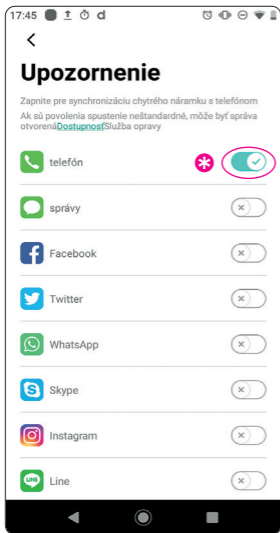 17:45
Upozornenie
Zapnite pre synchronizáciu chytrého náramku s telefónom
Ak sú povolenia spustenie neštandardné, môže byť správa
otvorenáDostupnosťSlužba opravy
telefón
správy
Facebook
Twitter
WhatsApp
Skype
Instagram
LINE
Line